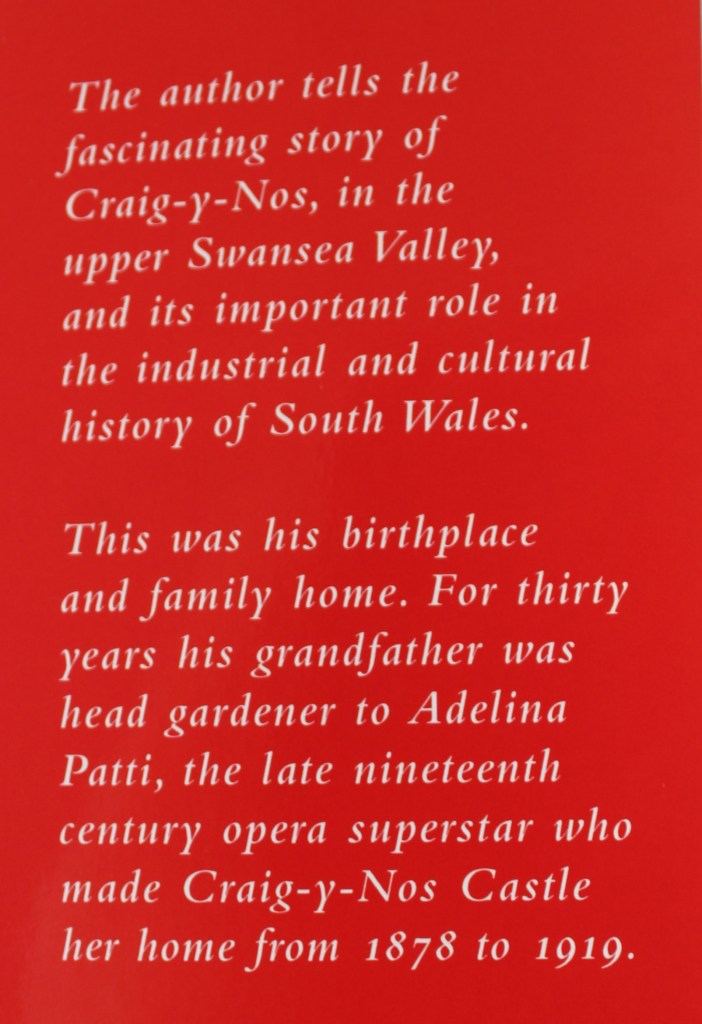 The author tells the
fascinating story of
Craig-y-Nos, in the
upper Swansea Valley,
and its important role in
the industrial and cultural
history of South Wales.
This was his birthplace
and family home. For thirty
years his grandfather was
head gardener to Adelina
Patti, the late nineteenth
century opera superstar who
made Craig-y-Nos Castle
her home from 1878 to 1919.